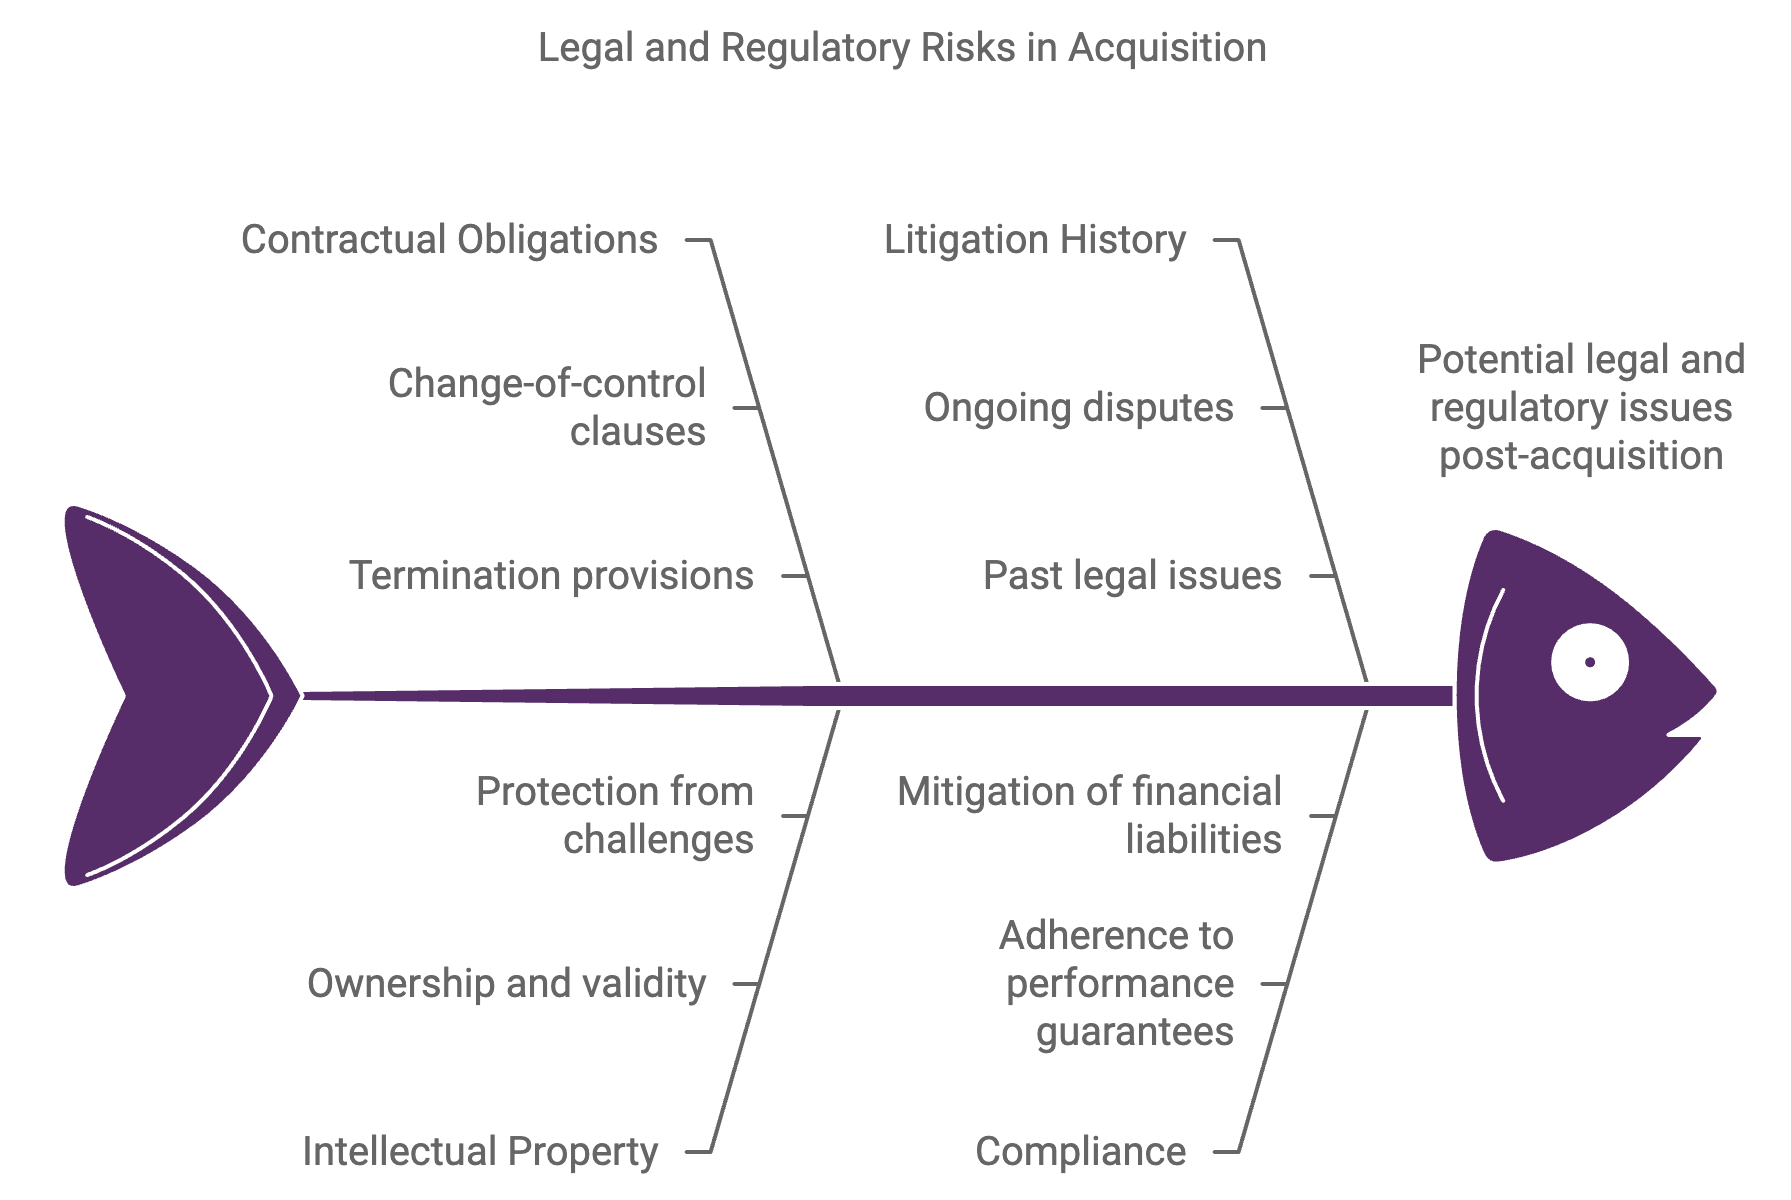 Legal and Regulatory Risks in Acquisition
Contractual Obligations
Change-of-control
clauses
Termination provisions
Litigation History
Ongoing disputes
Past legal issues
Potential legal and
regulatory issues
post-acquisition
Protection from
challenges
Ownership and validity
Intellectual Property
Mitigation of financial
liabilities
Adherence to
performance
guarantees
Compliance